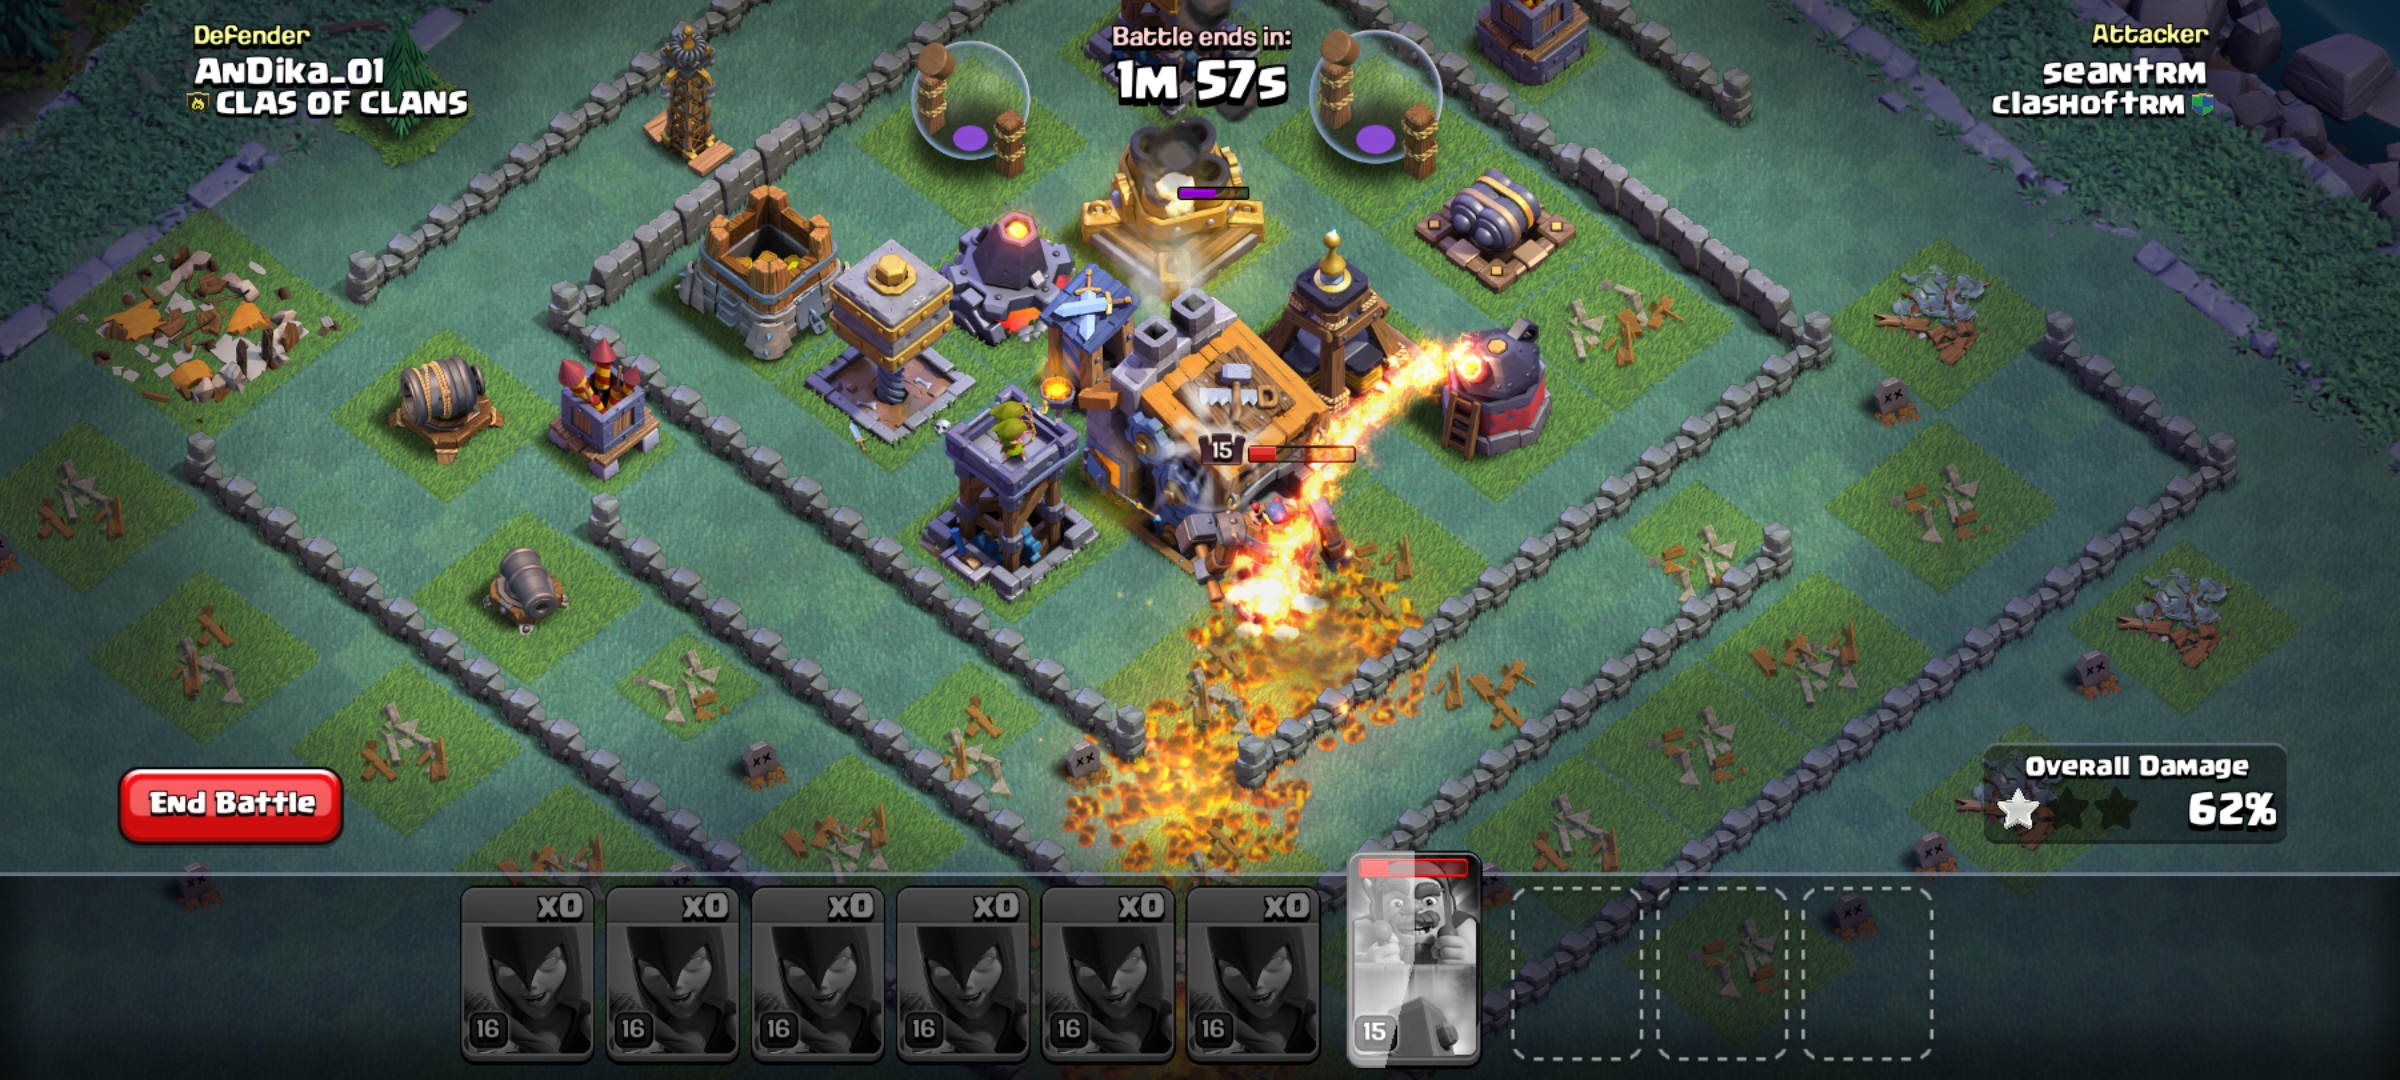 Defender
AnDika_01
CLAS OF CLANS
Battle ends in:
1M 57s
Attacker
seantRM
clashoftRM
15
End Battle
Overall Damage
62%
x0
x0
x0
x0
x0
x0
16
16
16
16
16
16
15